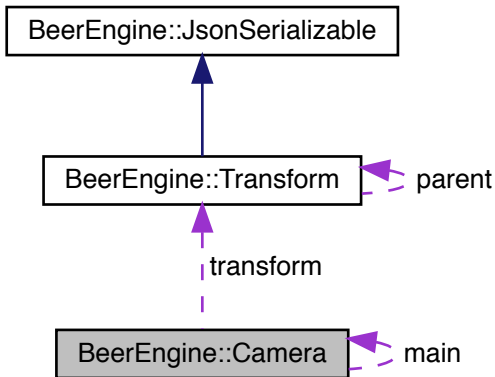 BeerEngine::JsonSerializable
BeerEngine::Transform
parent
transform
BeerEngine::Camera
main